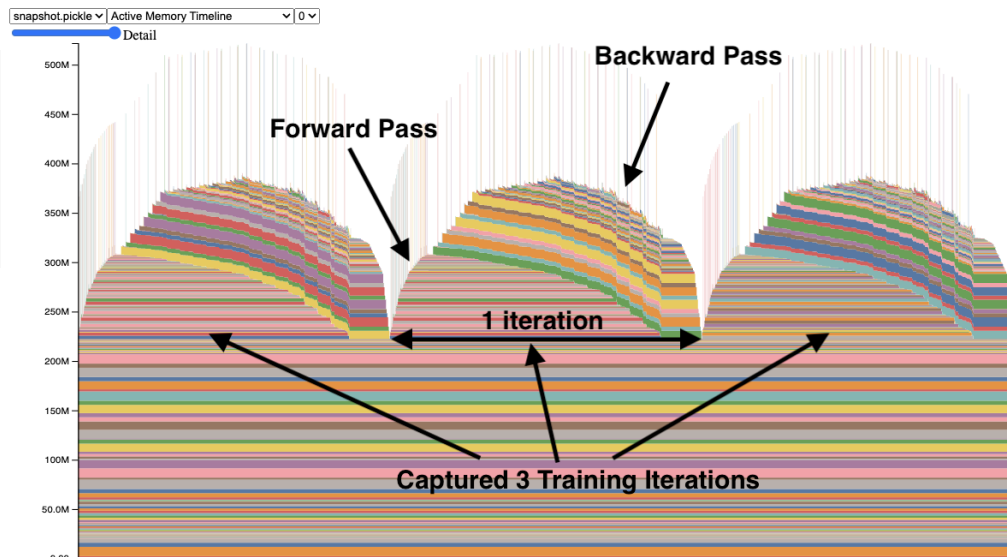 snapshot.pickle Active Memory Timeline 0
Detail
500M
Backward Pass
450M
Forward Pass
400M
350M
300M
250M
1 iteration
200M
150M
100M
Captured 3 Training Iterations
50.0M